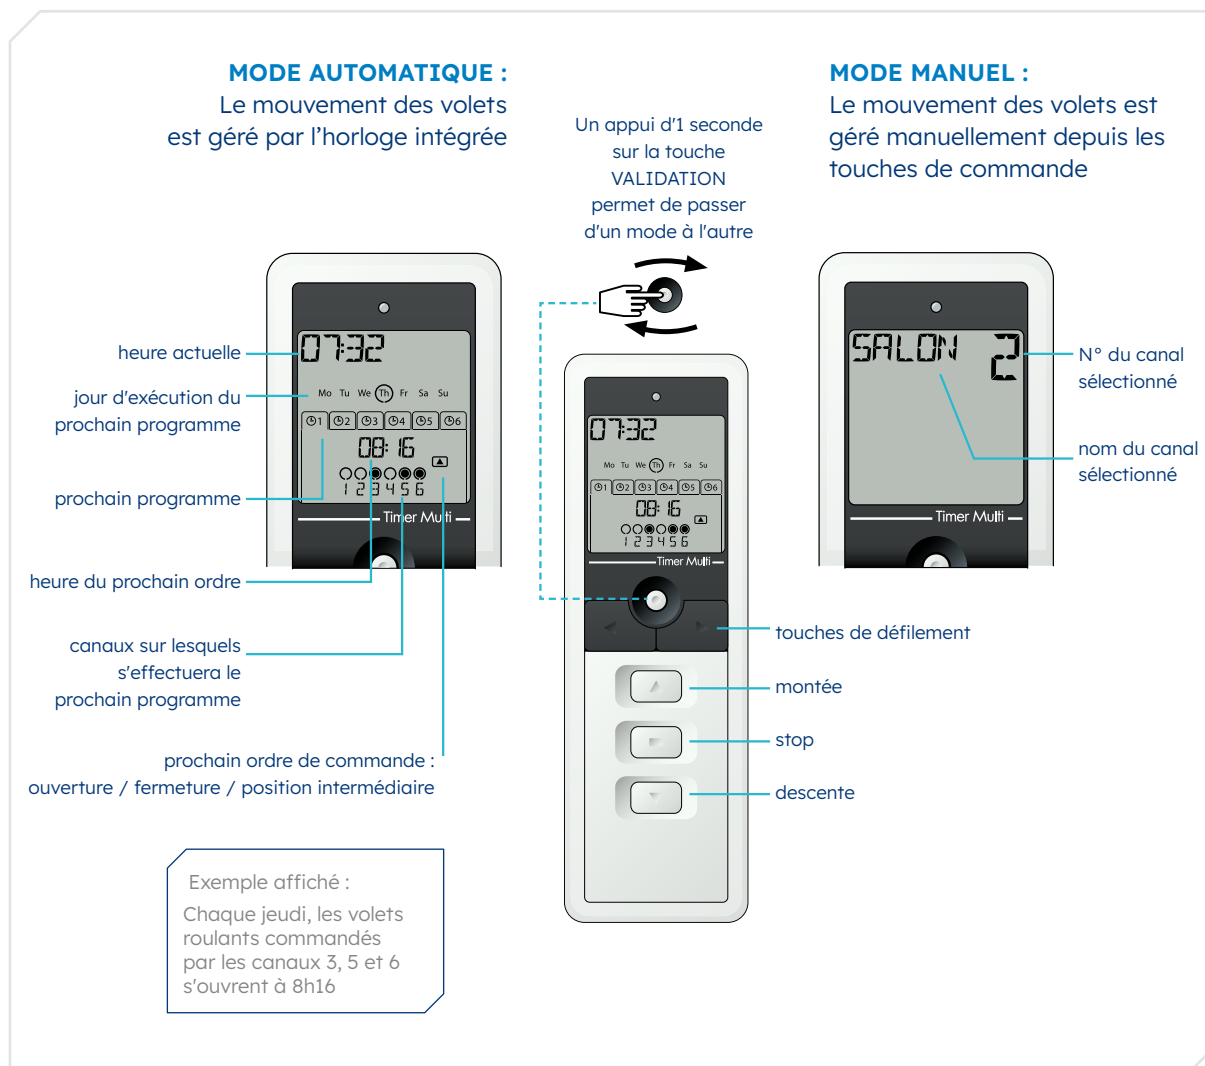 MODE AUTOMATIQUE :
Le mouvement des volets
est géré par l'horloge intégrée
Un appui d'1 seconde
sur la touche
VALIDATION
permet de passer
d'un mode à l'autre
MODE MANUEL :
Le mouvement des volets est
géré manuellement depuis les
touches de commande
heure actuelle
jour d'exécution du
prochain programme
prochain programme
heure du prochain ordre
canaux sur lesquels
s'effectuera le
prochain programme
prochain ordre de commande :
ouverture / fermeture / position intermédiaire
07:32
Mo Tu We Th Fr Sa Su
1 2 3 4 5 6
08:16
1 2 3 4 5 6
Timer Multi
07:32
Mo Tu We Th Fr Sa Su
1 2 3 4 5 6
08:16
1 2 3 4 5 6
Timer Multi
touches de défilement
montée
stop
descente
SALON 2
Timer Multi
N° du canal
sélectionné
nom du canal
sélectionné
Exemple affiché :
Chaque jeudi, les volets
roulants commandés
par les canaux 3, 5 et 6
s'ouvrent à 8h16